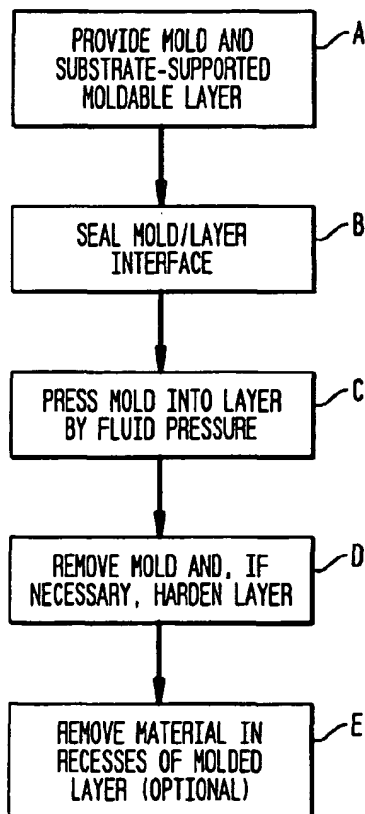 PROVIDE MOLD AND
SUBSTRATE-SUPPORTED
MOLDABLE LAYER
A
SEAL MOLD/LAYER
INTERFACE
B
PRESS MOLD INTO LAYER
BY FLUID PRESSURE
C
REMOVE MOLD AND, IF
NECESSARY, HARDEN LAYER
D
REMOVE MATERIAL IN
RECESSES OF MOLDED
LAYER (OPTIONAL)
E